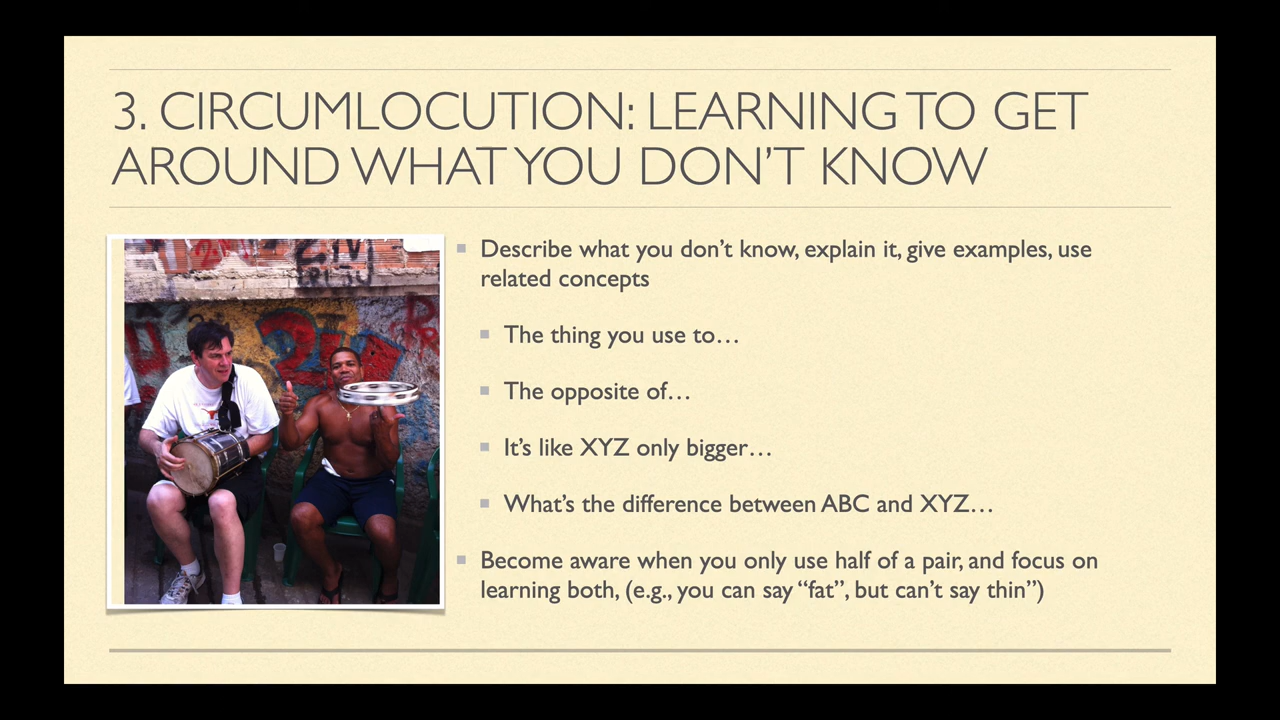 3. CIRCUMLOCUTION: LEARNING TO GET
AROUND WHAT YOU DON’T KNOW
Describe what you don’t know, explain it, give examples, use
related concepts
The thing you use to…
The opposite of…
It’s like XYZ only bigger…
What’s the difference between ABC and XYZ…
Become aware when you only use half of a pair, and focus on
learning both, (e.g., you can say “fat”, but can’t say thin”)